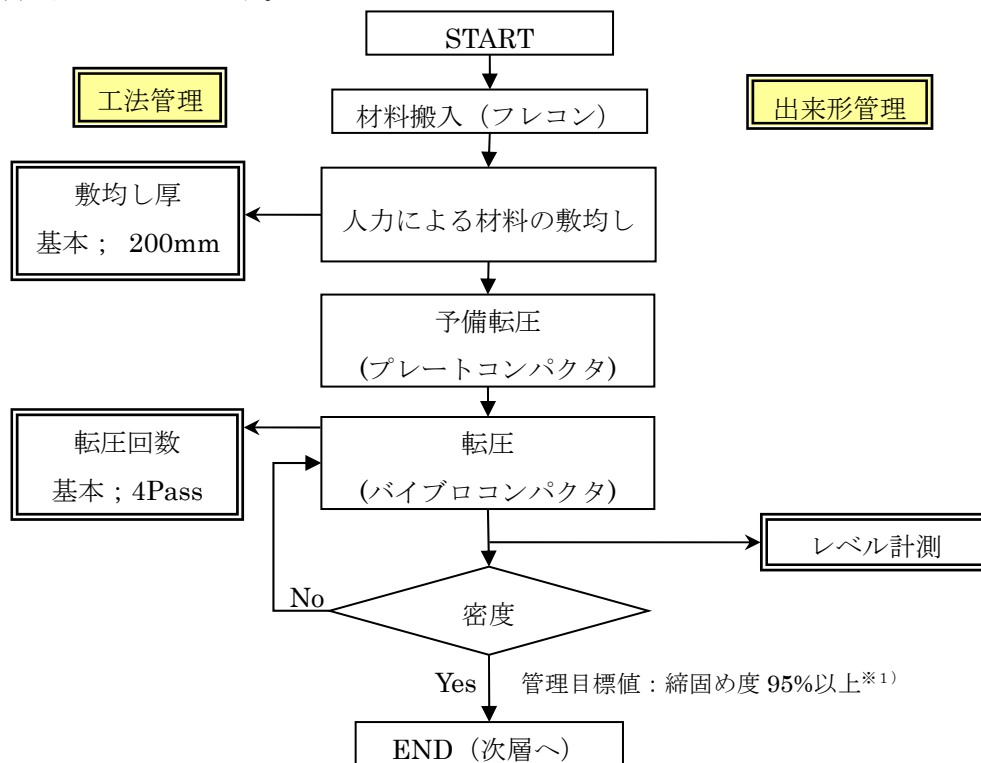 START
工法管理
材料搬入（フレコン）
出来形管理
敷均し厚
基本； 200mm
人力による材料の敷均し
予備転圧
(プレートコンパクタ)
転圧回数
基本；4Pass
転圧
(バイブロコンパクタ)
レベル計測
No
密度
Yes
管理目標値：締固め度 95%以上※1)
END（次層へ）